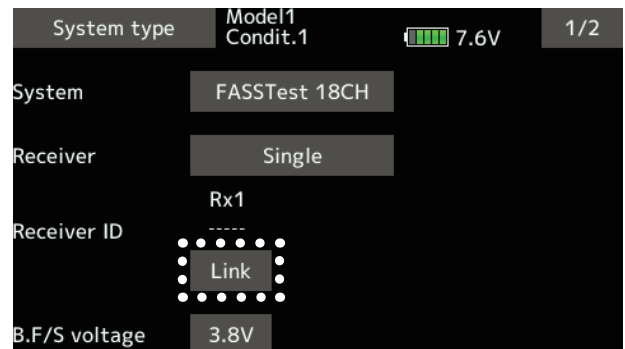 System type
Model1
Condit.1
7.6V
1/2
System
FASSTest 18CH
Receiver
Single
Rx1
Receiver ID
-----
Link
B.F/S voltage
3.8V